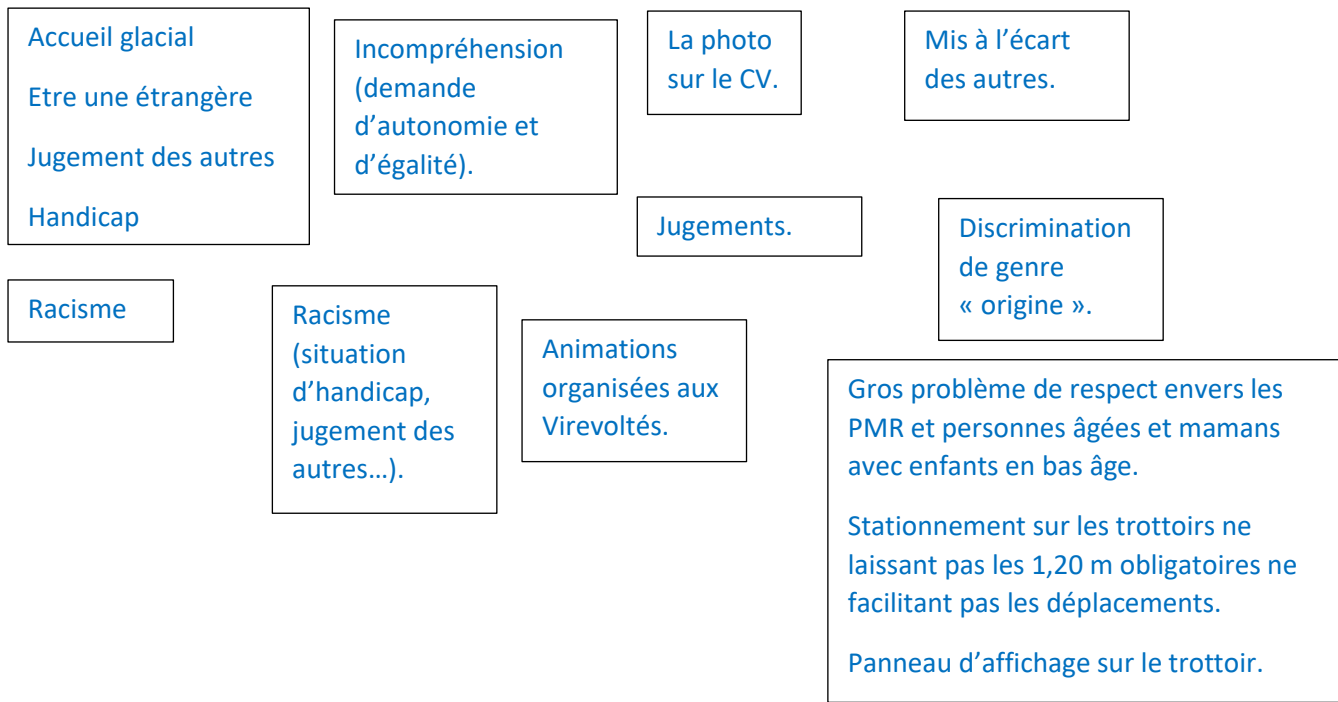 Accueil glacial
Etre une étrangère
Jugement des autres
Handicap
Incompréhension
(demande
d’autonomie et
d’égalité).
La photo
sur le CV.
Mis à l’écart
des autres.
Jugements.
Discrimination
de genre
« origine ».
Racisme
Racisme
(situation
d’handicap,
jugement des
autres…).
Animations
organisées aux
Virevoltés.
Gros problème de respect envers les
PMR et personnes âgées et mamans
avec enfants en bas âge.
Stationnement sur les trottoirs ne
laissant pas les 1,20 m obligatoires ne
facilitant pas les déplacements.
Panneau d’affichage sur le trottoir.